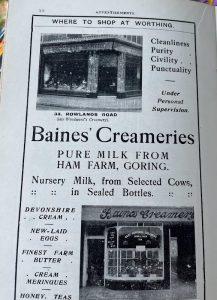 ADVERTISEMENTS.
WHERE TO SHOP AT WORTHING.
Cleanliness
Purity
Civility
Punctuality
Under
Personal
Supervision.
33, ROWLANDS ROAD
Baines' Creameries
PURE MILK FROM
HAM FARM, GORING.
Nursery Milk, from Selected Cows,
:: :: in Sealed Bottles. :: ::
DEVONSHIRE
CREAM
NEW-LAID
EGGS
FINEST FARM
BUTTER
CREAM
MERINGUES
HONEY, TEAS
Baines' Creameries